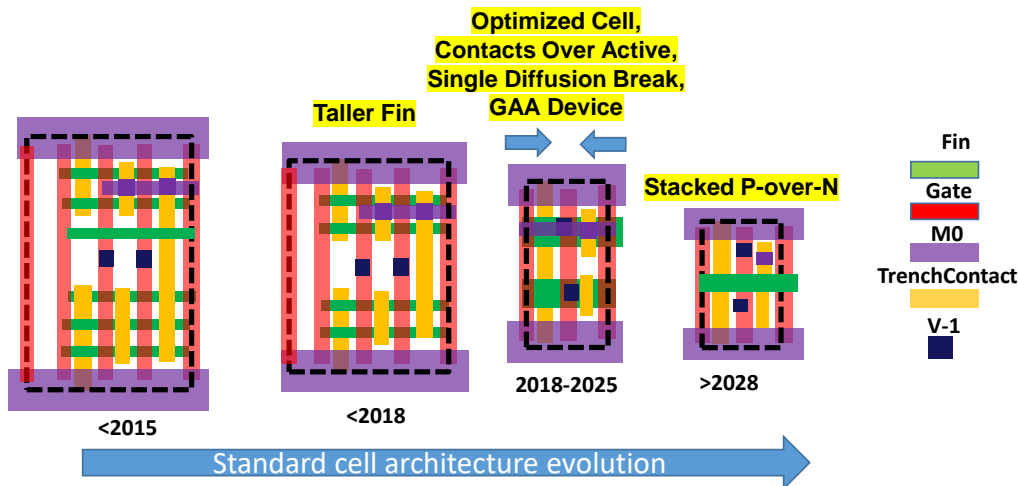 Optimized Cell,
Contacts Over Active,
Single Diffusion Break,
GAA Device
Taller Fin
Stacked P-over-N
Fin
Gate
M0
TrenchContact
V-1
<2015
<2018
2018-2025
>2028
Standard cell architecture evolution